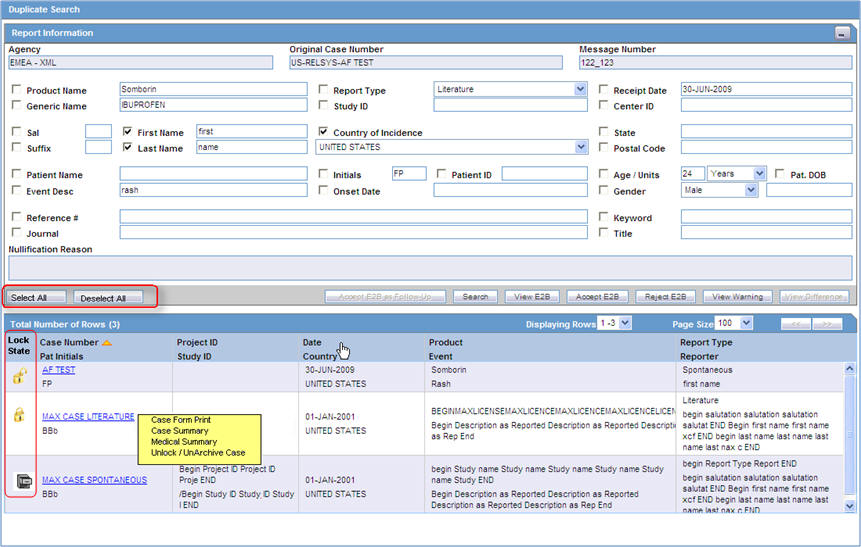 Duplicate Search
Report Information
Agency Original Case Number Message Number
EMEA - XML US-RELSYS-AF TEST 122_123
Product Name Somborin Report Type Literature Receipt Date 30-JUN-2009
Generic Name IBUPROFEN Study ID Center ID
Sal First Name first Country of Incidence State
Suffix Last Name name UNITED STATES Postal Code
Patient Name Initials FP Patient ID Age / Units 24 Years Pat. DOB
Event Desc rash Onset Date Gender Male
Reference # Keyword
Journal Title
Nullification Reason
Select All Deselect All Accept E2B as Follow-Up Search View E2B Accept E2B Reject E2B View Warning View Difference
Total Number of Rows (3) Displaying Rows 1 -3 Page Size 100 << >>
Lock State
Case Number Project ID Date Product Report Type
Pat Initials Study ID Country Event Reporter
AF TEST 30-JUN-2009 Somborin Spontaneous
FP UNITED STATES Rash first name
MAX CASE LITERATURE 01-JAN-2001 BEGINMAXLICENSEMAXLICENCEMAXLICENCEMAXLICENCELICEN Literature
BBb UNITED STATES Begin Description as Reported Description as Reported Description as Rep End begin salutation salutation salutation salutat END Begin first name first name xcf END begin last name last name last name last nax c END
Case Form Print
Case Summary
Medical Summary
Unlock / UnArchive Case
MAX CASE SPONTANEOUS Begin Project ID Project ID Proje END 01-JAN-2001 begin Study name Study name Study name Study name Study name Study END begin Report Type Report END
BBb /Begin Study ID Study ID Study I END UNITED STATES Begin Description as Reported Description as Reported Description as Reported Description as Rep End begin salutation salutation salutation salutat END Begin first name first name xcf END begin last name last name last name last nax c END